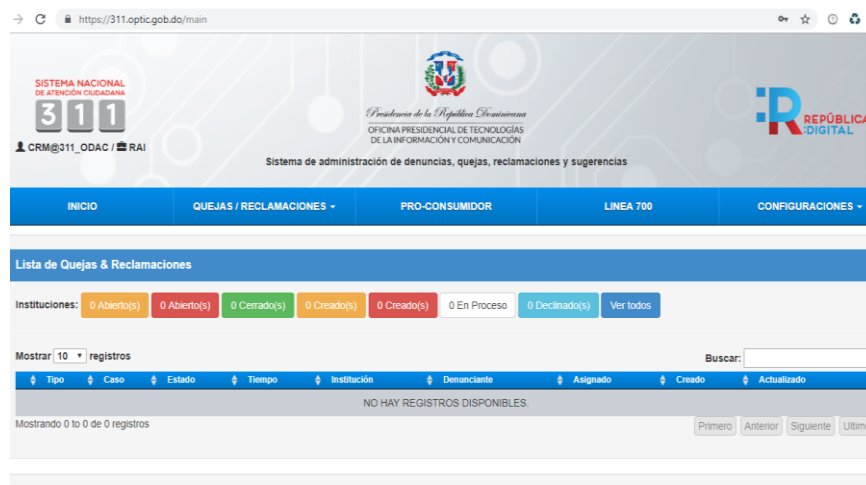 https://311.optic.gob.do/main
SISTEMA NACIONAL
DE ATENCIÓN CIUDADANA
311
CRM@311_ODAC / RAI
Presidencia de la República Dominicana
OFICINA PRESIDENCIAL DE TECNOLOGÍAS
DE LA INFORMACIÓN Y COMUNICACIÓN
Sistema de administración de denuncias, quejas, reclamaciones y sugerencias
REPÚBLICA
:DIGITAL
INICIO QUEJAS / RECLAMACIONES PRO-CONSUMIDOR LINEA 700 CONFIGURACIONES
Lista de Quejas & Reclamaciones
Instituciones: 0 Abierto(s) 0 Abierto(s) 0 Cerrado(s) 0 Creado(s) 0 Creado(s) 0 En Proceso 0 Declinado(s) Ver todos
Mostrar 10 registros Buscar:
Tipo Caso Estado Tiempo Institución Denunciante Asignado Creado Actualizado
NO HAY REGISTROS DISPONIBLES.
Mostrando 0 to 0 de 0 registros Primero Anterior Siguiente Ultimo